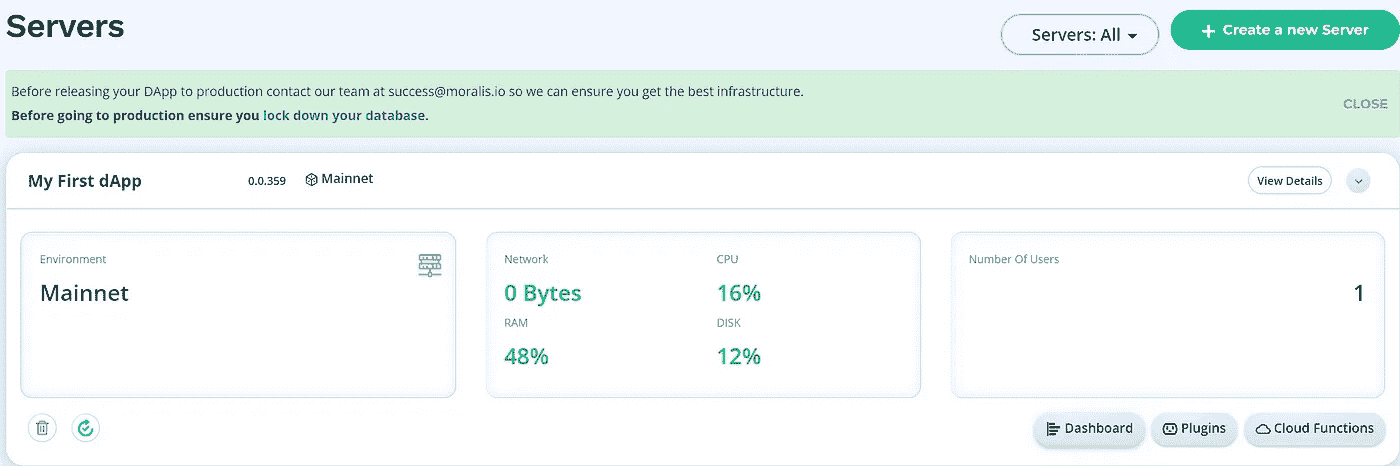 Servers
Servers: All
+ Create a new Server
Before releasing your DApp to production contact our team at success@moralis.io so we can ensure you get the best infrastructure.
Before going to production ensure you lock down your database.
CLOSE
My First dApp
0.0.359
Mainnet
View Details
Environment
Mainnet
Network
CPU
0 Bytes
16%
RAM
DISK
48%
12%
Number Of Users
1
Dashboard
Plugins
Cloud Functions